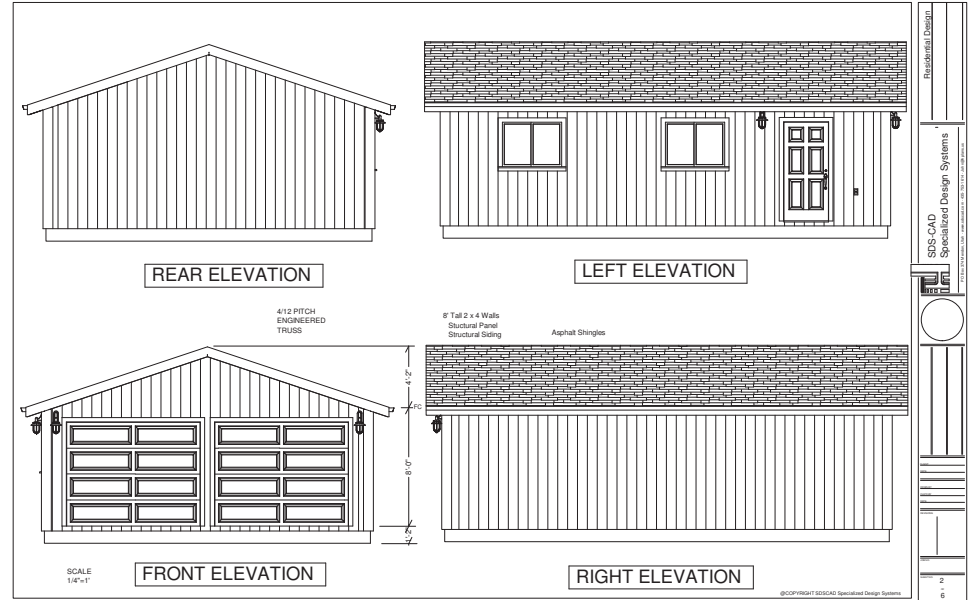 REAR ELEVATION
LEFT ELEVATION
4/12 PITCH
ENGINEERED
TRUSS
8' Tall 2 x 4 Walls
Stuctural Panel
Structural Siding
Asphalt Shingles
4'-2"
FC
8'-0"
1'-2"
SCALE
1/4"=1'
FRONT ELEVATION
RIGHT ELEVATION
@COPYRIGHT SDSCAD Specialized Design Systems
Residential Design
SDS-CAD
Specialized Design Systems
2
-
6